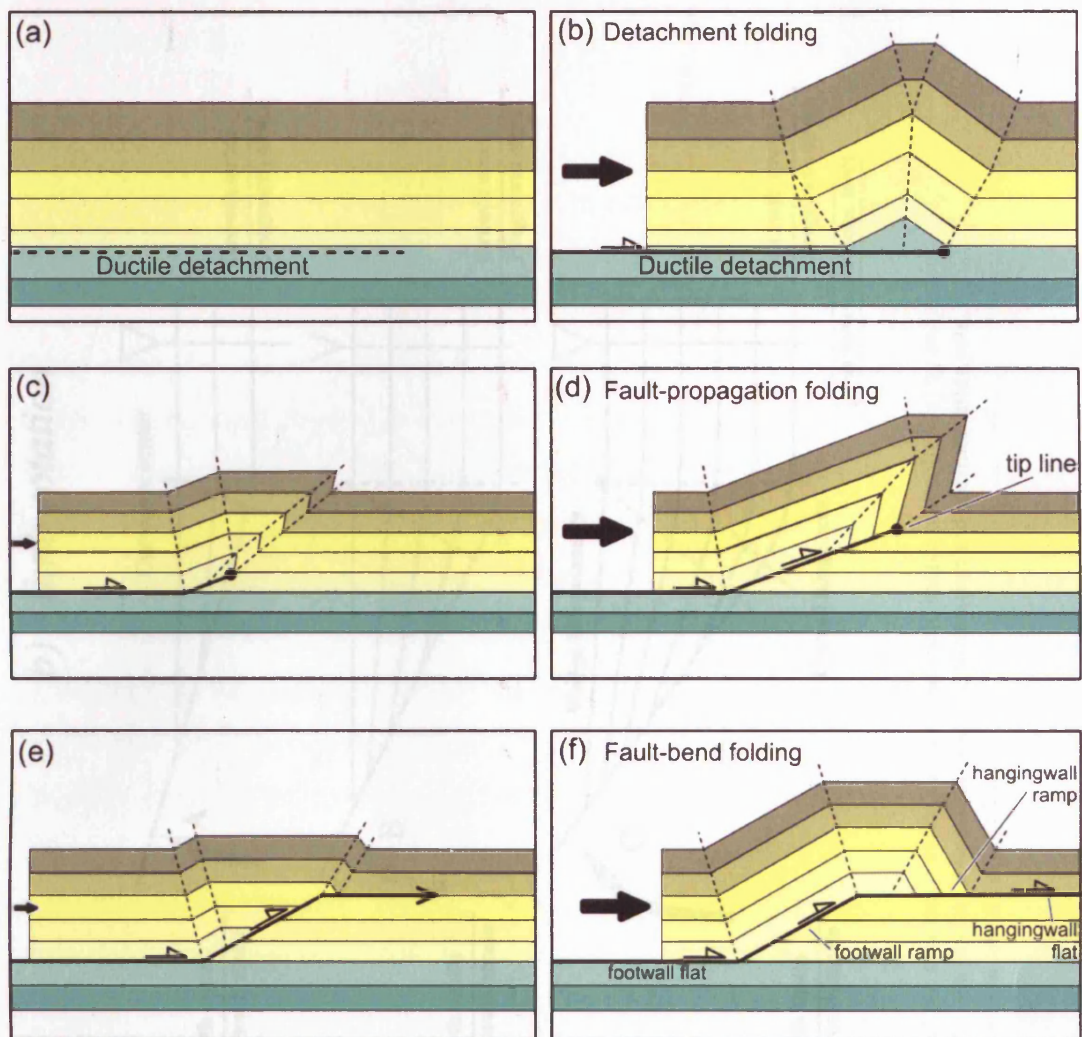 (a)
Ductile detachment
(b) Detachment folding
Ductile detachment
(c)
(d) Fault-propagation folding
tip line
(e)
(f) Fault-bend folding
hangingwall
ramp
hangingwall
flat
footwall ramp
footwall flat